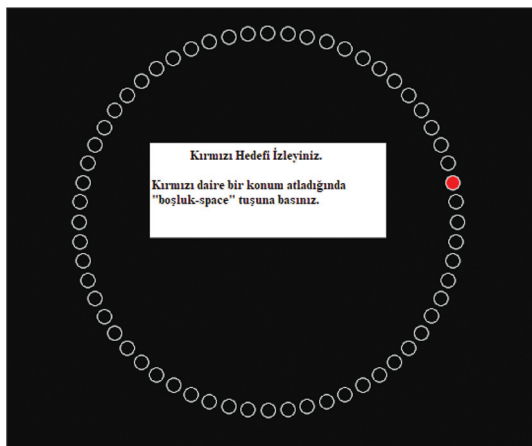 Kırmızı Hedefi İzleyiniz.
Kırmızı daire bir konum atladığında
"boşluk-space" tuşuna basınız.